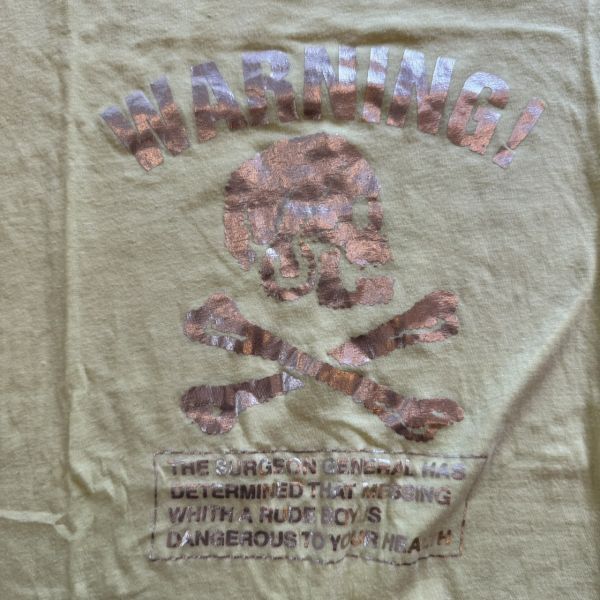 WARNING!
THE SURGEON GENERAL HAS
DETERMINED THAT MESSING
WHITH A RUDE BOY IS
DANGEROUS TO YOUR HEALTH